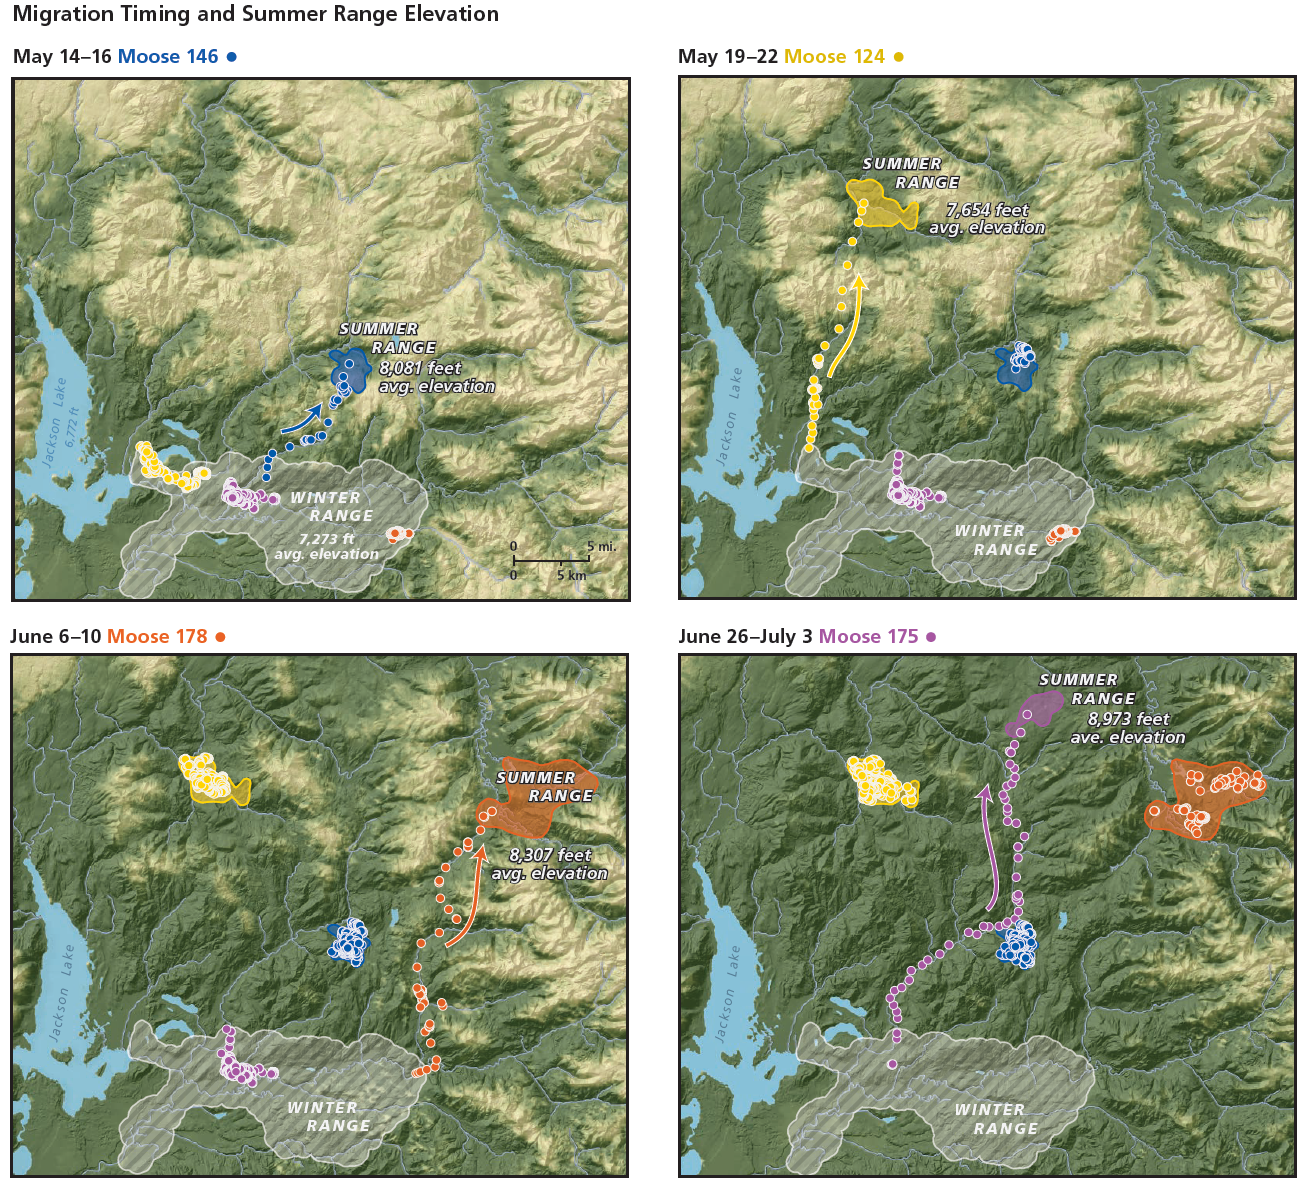 Migration Timing and Summer Range Elevation
May 14–16 Moose 146
SUMMER
RANGE
8,081 feet
avg. elevation
Jackson Lake
6,772 ft
WINTER
RANGE
7,273 ft
avg. elevation
0 5 mi.
0 5 km
May 19–22 Moose 124
SUMMER
RANGE
7,654 feet
avg. elevation
Jackson Lake
WINTER
RANGE
June 6–10 Moose 178
SUMMER
RANGE
8,307 feet
avg. elevation
Jackson Lake
WINTER
RANGE
June 26–July 3 Moose 175
SUMMER
RANGE
8,973 feet
ave. elevation
Jackson Lake
WINTER
RANGE